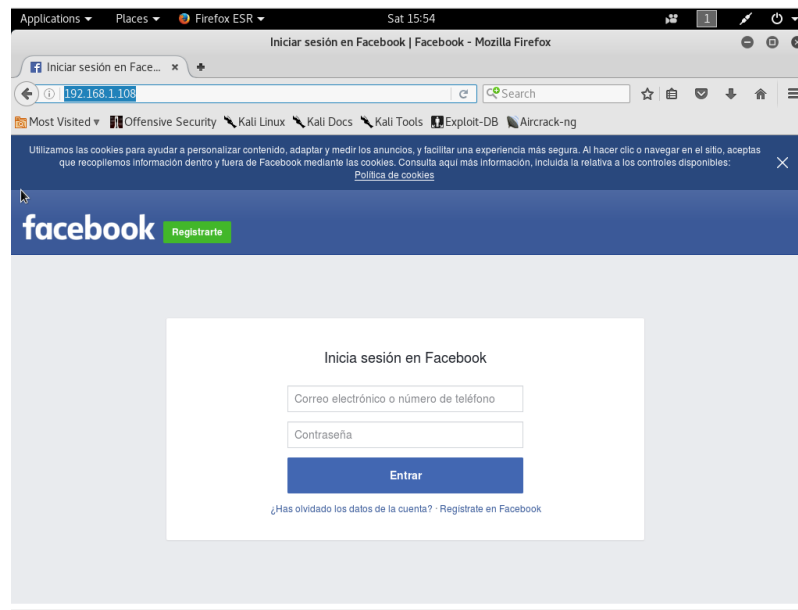 Applications Places Firefox ESR Sat 15:54 1
Iniciar sesión en Facebook | Facebook - Mozilla Firefox
Iniciar sesión en Face...
192.168.1.108 Search
Most Visited Offensive Security Kali Linux Kali Docs Kali Tools Exploit-DB Aircrack-ng
Utilizamos las cookies para ayudar a personalizar contenido, adaptar y medir los anuncios, y facilitar una experiencia más segura. Al hacer clic o navegar en el sitio, aceptas
que recopilemos información dentro y fuera de Facebook mediante las cookies. Consulta aquí más información, incluida la relativa a los controles disponibles:
Política de cookies
facebook Registrarte
Inicia sesión en Facebook
Correo electrónico o número de teléfono
Contraseña
Entrar
¿Has olvidado los datos de la cuenta? · Regístrate en Facebook